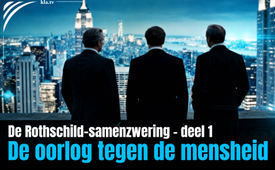 kla.tv
De Rothschild-samenzwering - deel 1
De oorlog tegen de mensheid